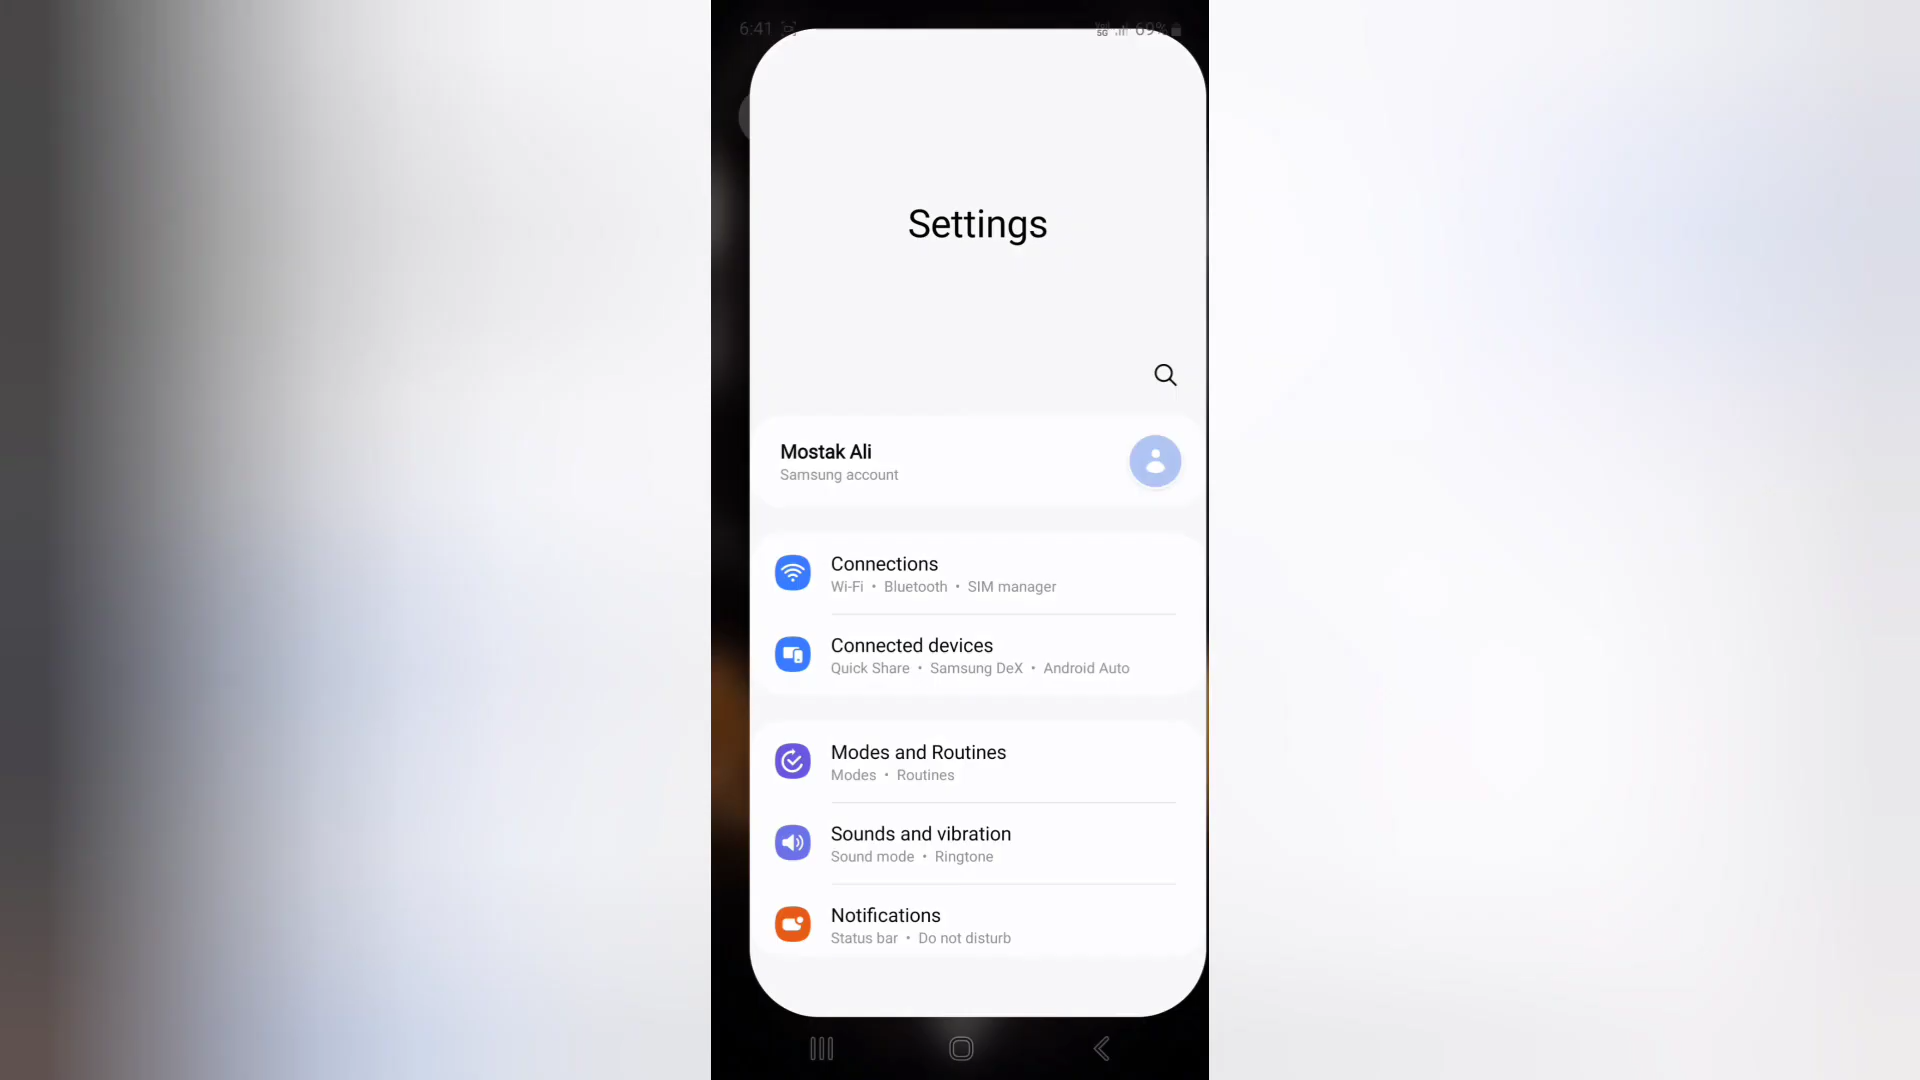 6:41
69%
Settings
Mostak Ali
Samsung account
Connections
Wi-Fi • Bluetooth • SIM manager
Connected devices
Quick Share • Samsung DeX • Android Auto
Modes and Routines
Modes • Routines
Sounds and vibration
Sound mode • Ringtone
Notifications
Status bar • Do not disturb